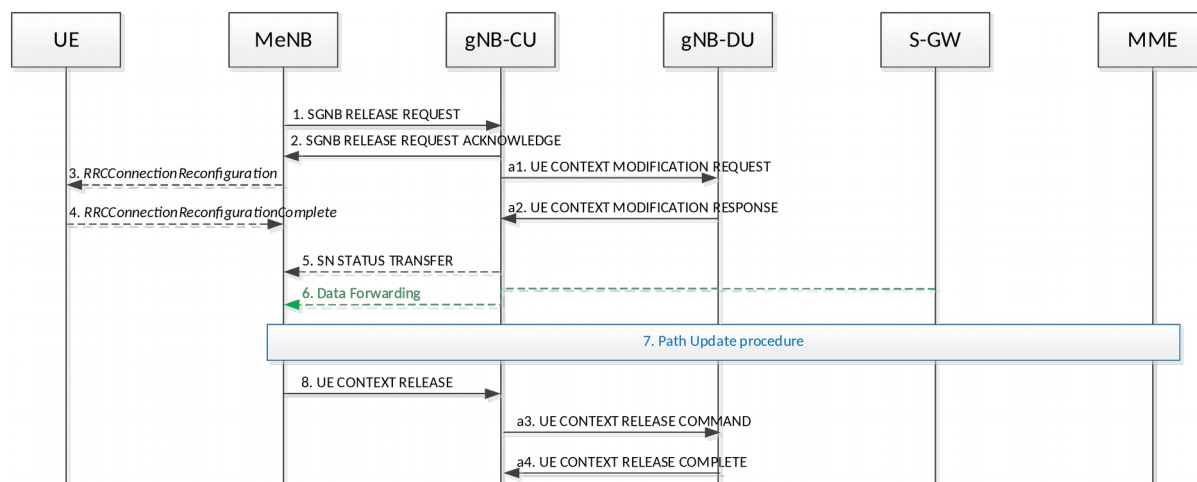 UE MeNB gNB-CU gNB-DU S-GW MME
1. SGNB RELEASE REQUEST
2. SGNB RELEASE REQUEST ACKNOWLEDGE
a1. UE CONTEXT MODIFICATION REQUEST
3. RRCConnectionReconfiguration
4. RRCConnectionReconfigurationComplete
a2. UE CONTEXT MODIFICATION RESPONSE
5. SN STATUS TRANSFER
6. Data Forwarding
7. Path Update procedure
8. UE CONTEXT RELEASE
a3. UE CONTEXT RELEASE COMMAND
a4. UE CONTEXT RELEASE COMPLETE